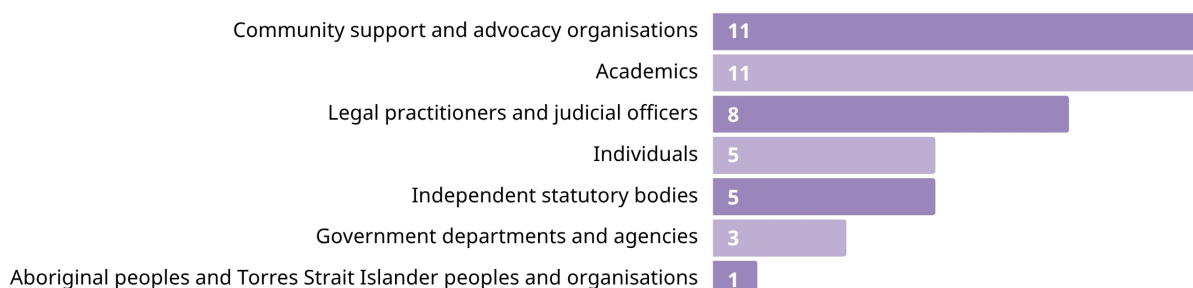 Community support and advocacy organisations 11
Academics 11
Legal practitioners and judicial officers 8
Individuals 5
Independent statutory bodies 5
Government departments and agencies 3
Aboriginal peoples and Torres Strait Islander peoples and organisations 1